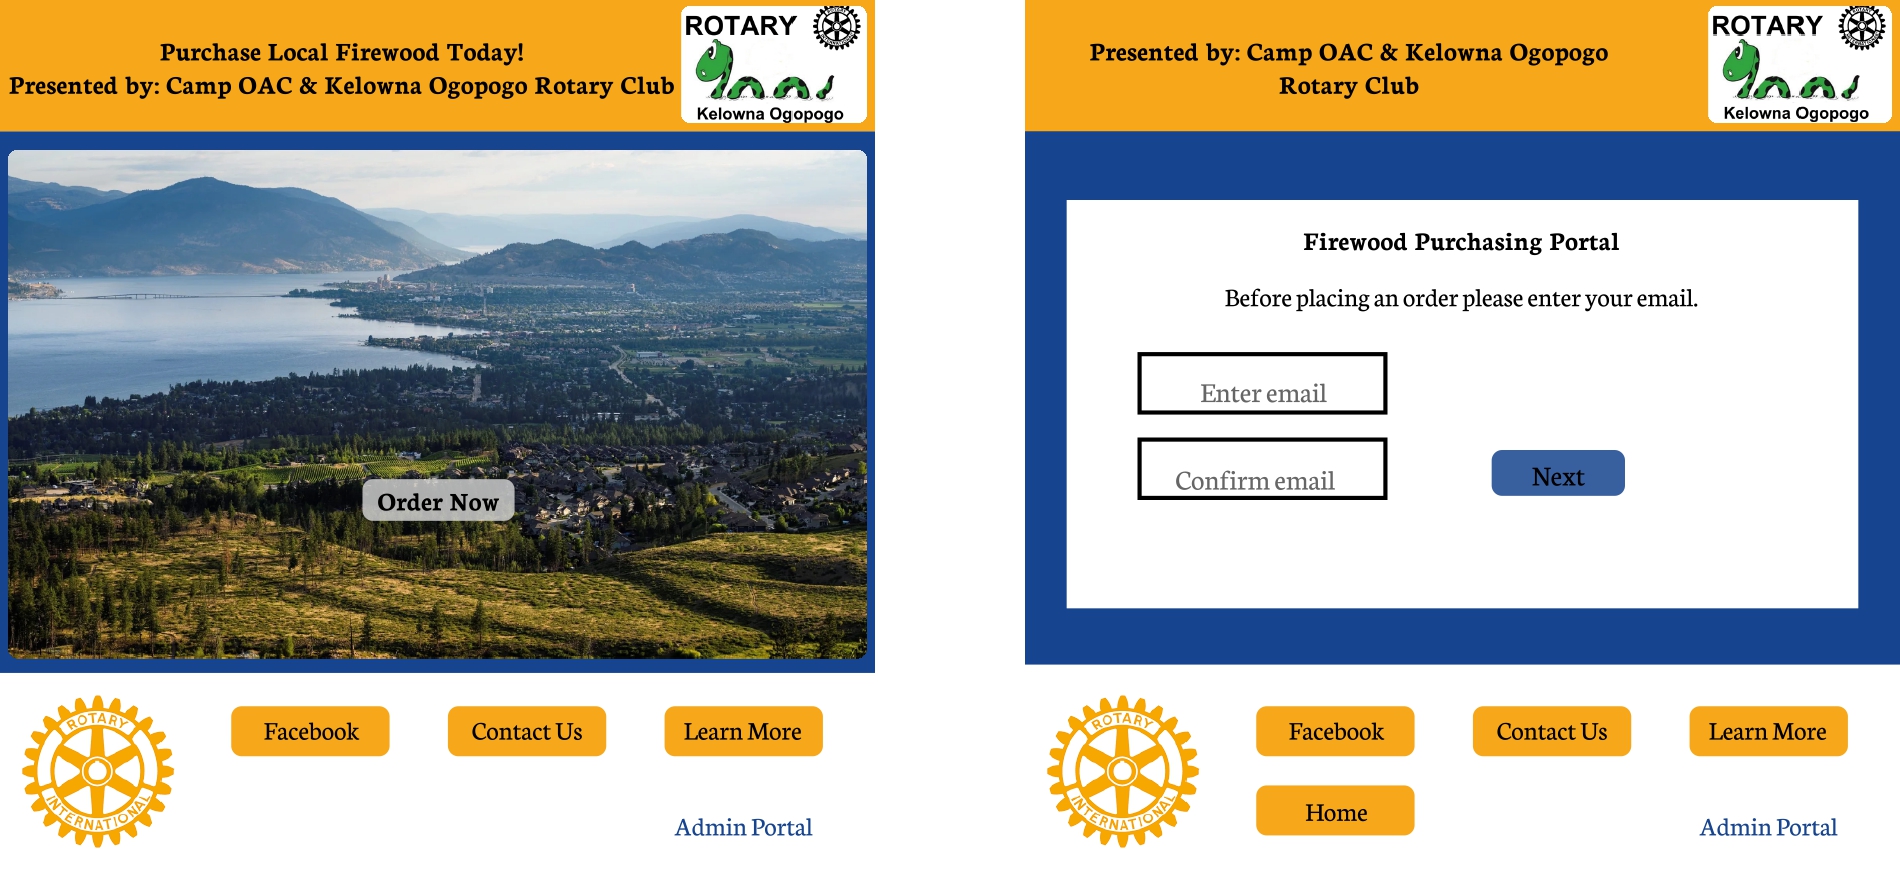 Purchase Local Firewood Today!
Presented by: Camp OAC & Kelowna Ogopogo Rotary Club
ROTARY
Kelowna Ogopogo
Order Now
ROTARY
INTERNATIONAL
Facebook
Contact Us
Learn More
Admin Portal
Presented by: Camp OAC & Kelowna Ogopogo
Rotary Club
ROTARY
Kelowna Ogopogo
Firewood Purchasing Portal
Before placing an order please enter your email.
Enter email
Confirm email
Next
ROTARY
INTERNATIONAL
Facebook
Contact Us
Learn More
Home
Admin Portal